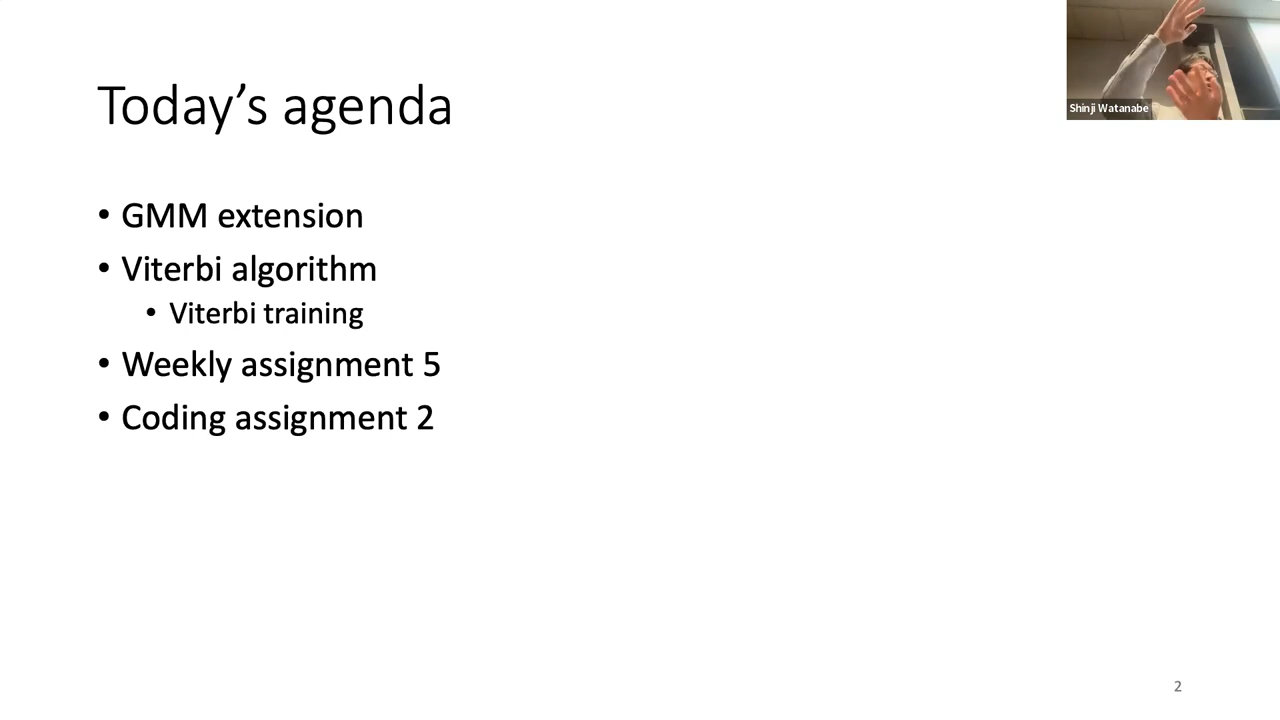 Today’s agenda
• GMM extension
• Viterbi algorithm
• Viterbi training
• Weekly assignment 5
• Coding assignment 2
Shinji Watanabe
2